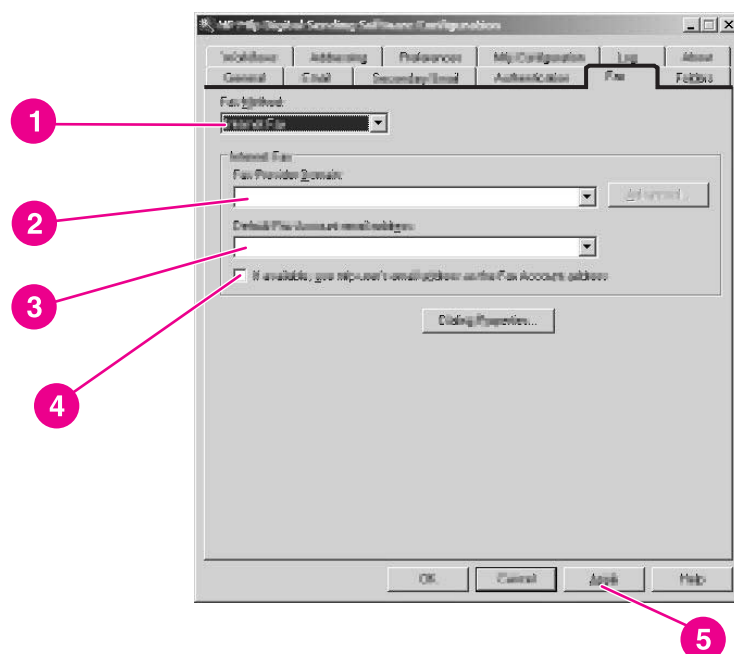 HP Mfp Digital Sending Software Configuration
Workflows Addressing Preferences Mfp Configuration Log About
General Email Secondary Email Authentication Fax Folders
Fax Method:
1
Internet Fax
Internet Fax
Fax Provider Domain:
2
Advanced...
Default Fax Account email address:
3
If available, use mfp user's email address as the Fax Account address
Dialing Properties...
4
OK Cancel Apply Help
5